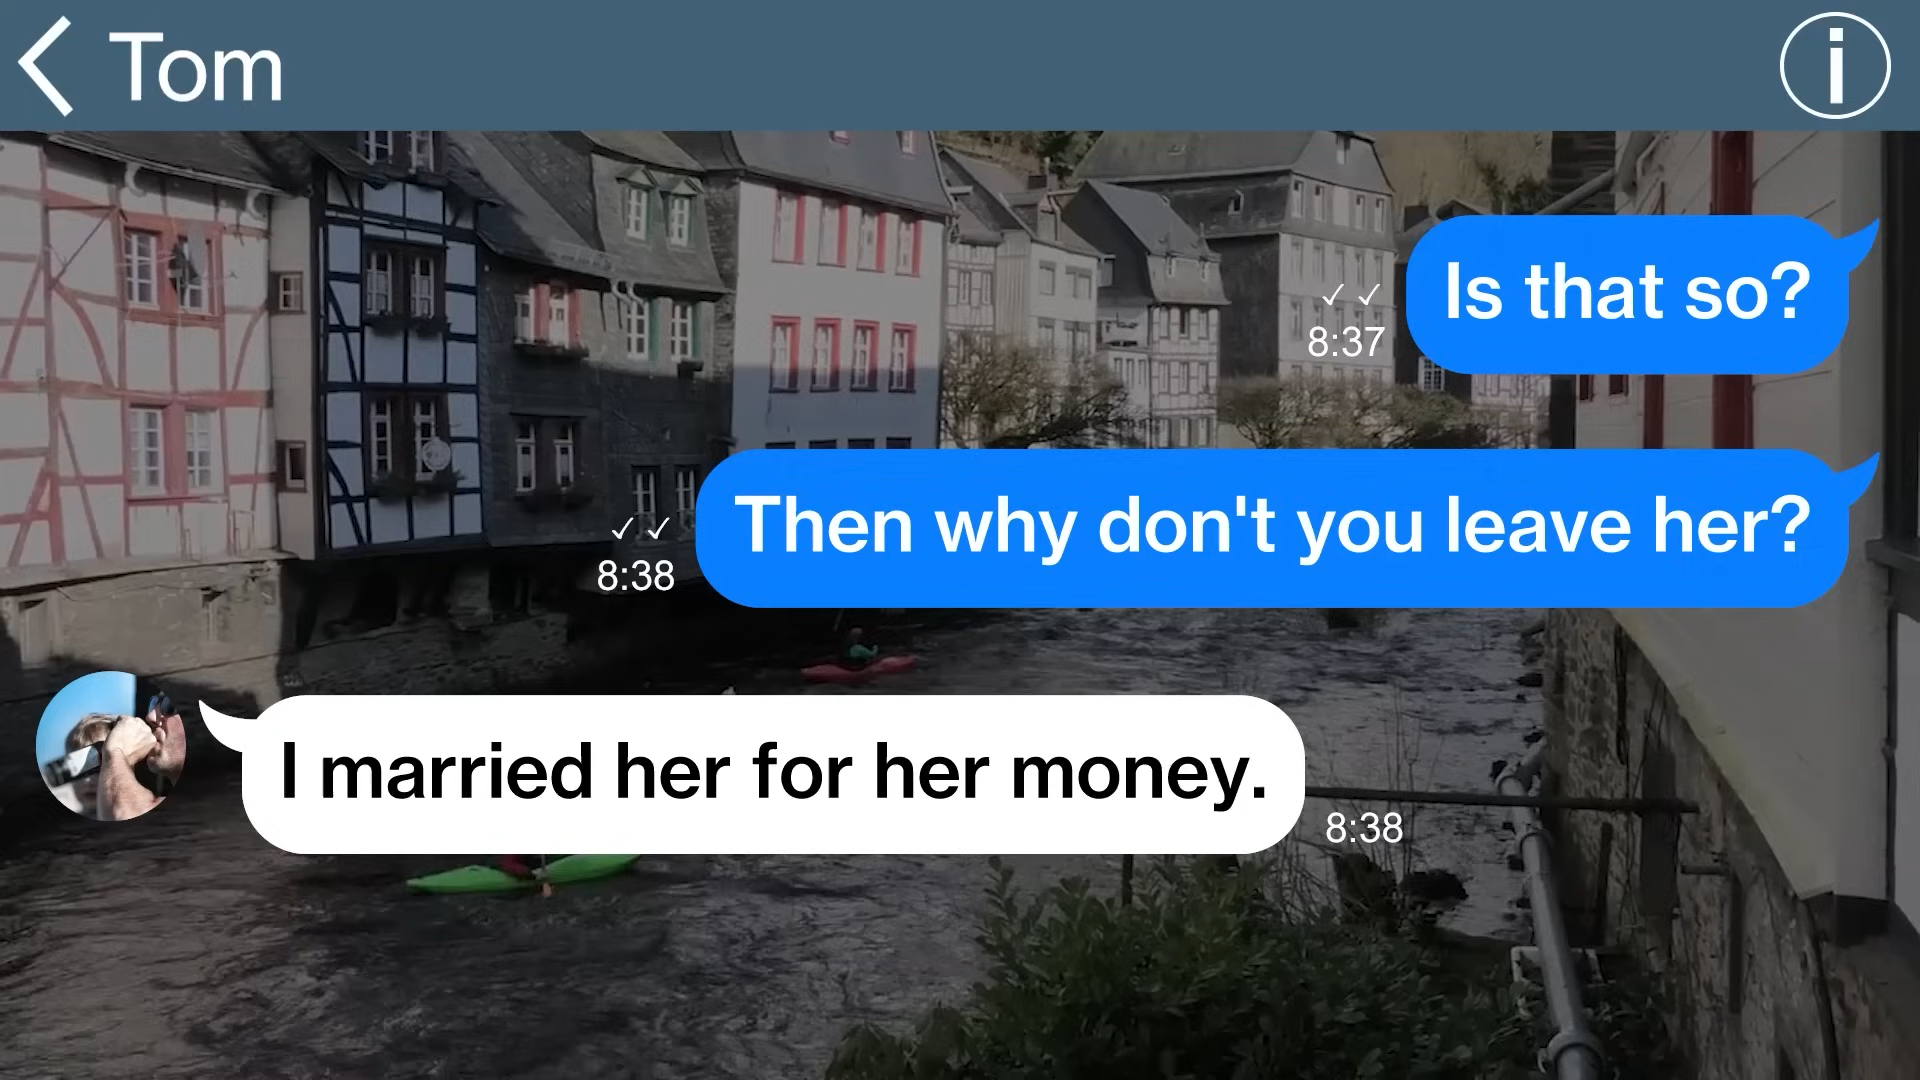 Tom
Is that so?
✓✓
8:37
Then why don't you leave her?
✓✓
8:38
I married her for her money.
8:38